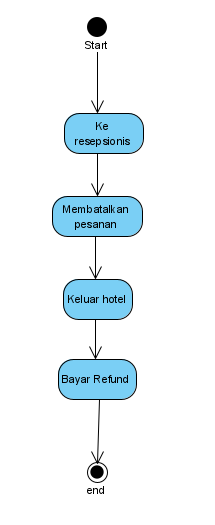 Start
Ke
resepsionis
Membatalkan
pesanan
Keluar hotel
Bayar Refund
end